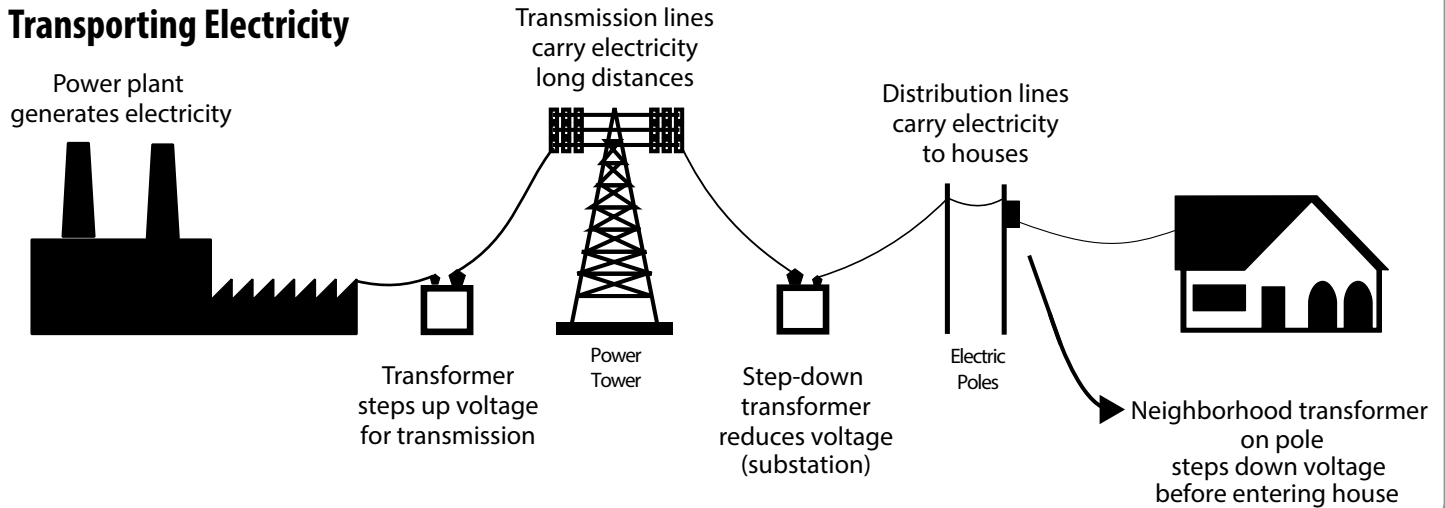 Transporting Electricity
Power plant
generates electricity
Transmission lines
carry electricity
long distances
Distribution lines
carry electricity
to houses
Transformer
steps up voltage
for transmission
Power
Tower
Step-down
transformer
reduces voltage
(substation)
Electric
Poles
Neighborhood transformer
on pole
steps down voltage
before entering house